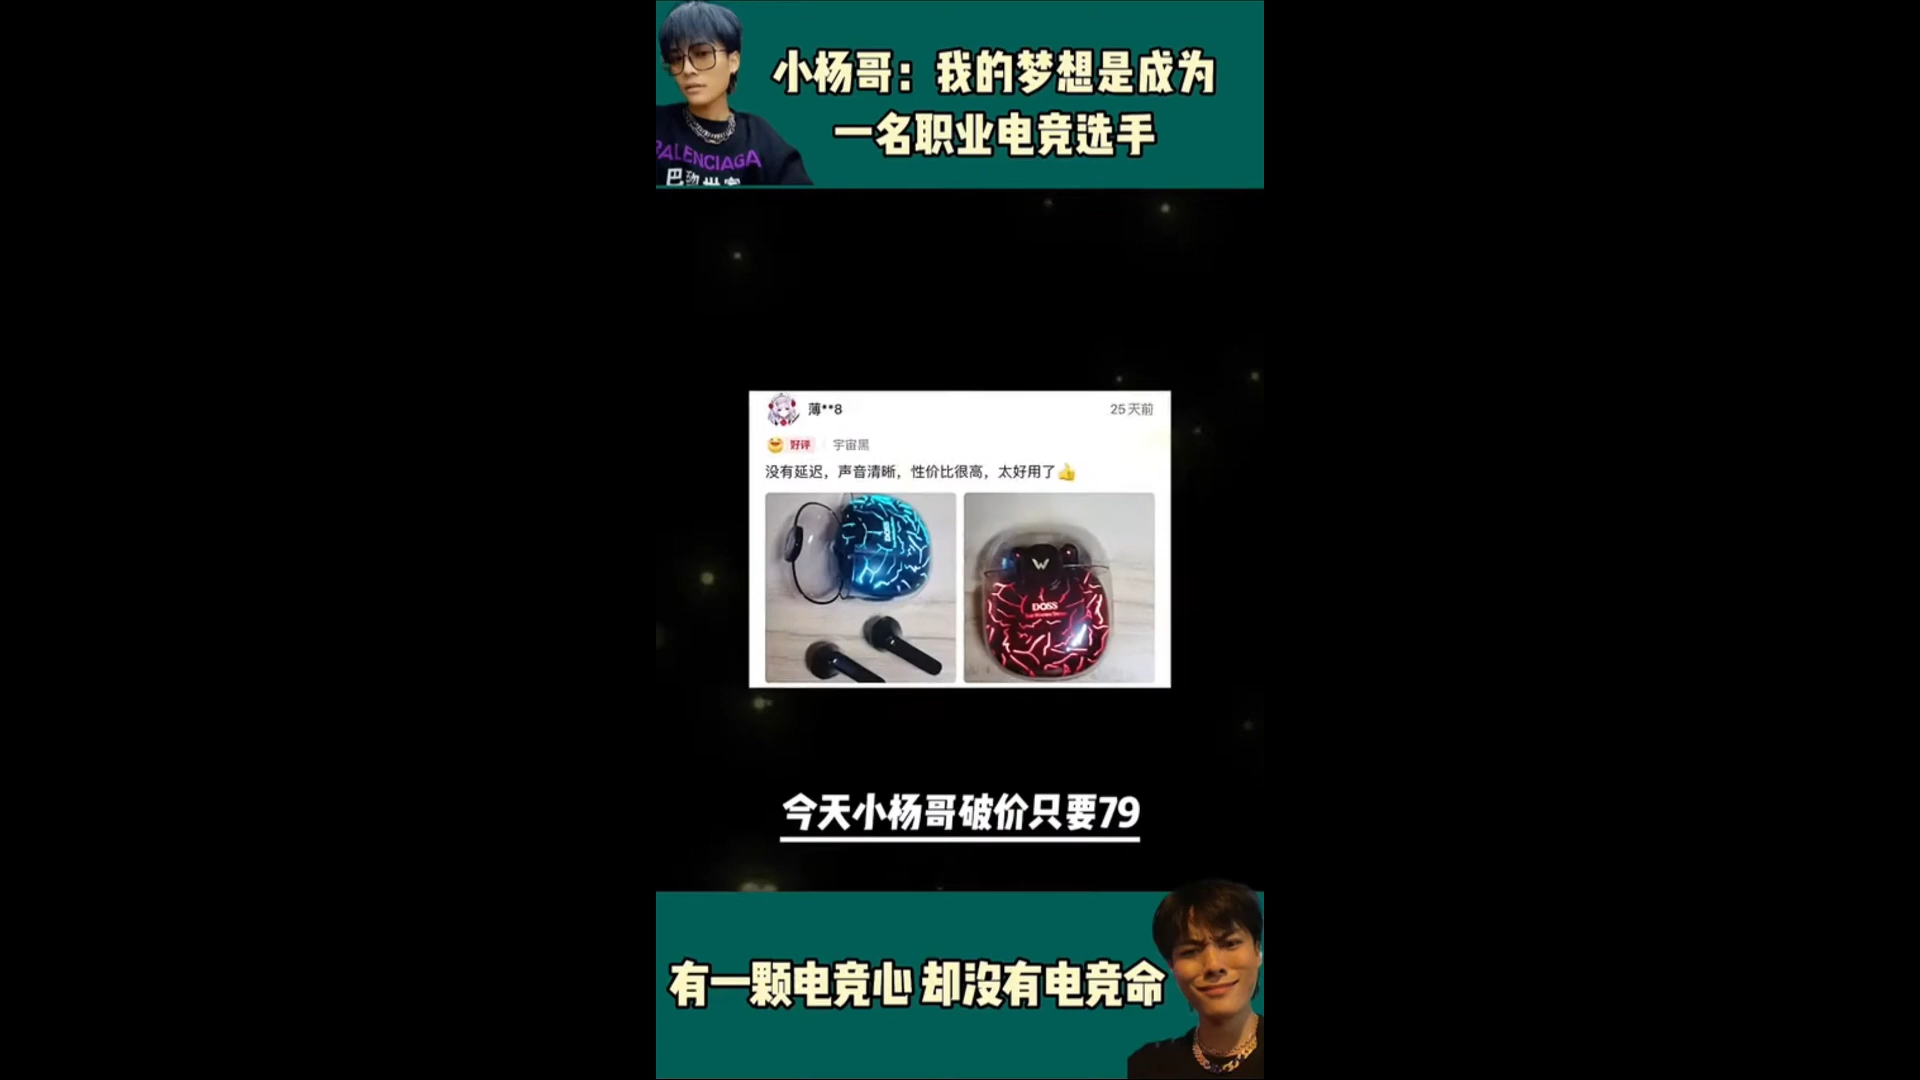 小杨哥：我的梦想是成为
一名职业电竞选手
BALENCIAGA
巴
薄**8
25天前
好评
宇宙黑
没有延迟，声音清晰，性价比很高，太好用了👍
DOSS
W
DOSS
今天小杨哥破价只要79
有一颗电竞心 却没有电竞命